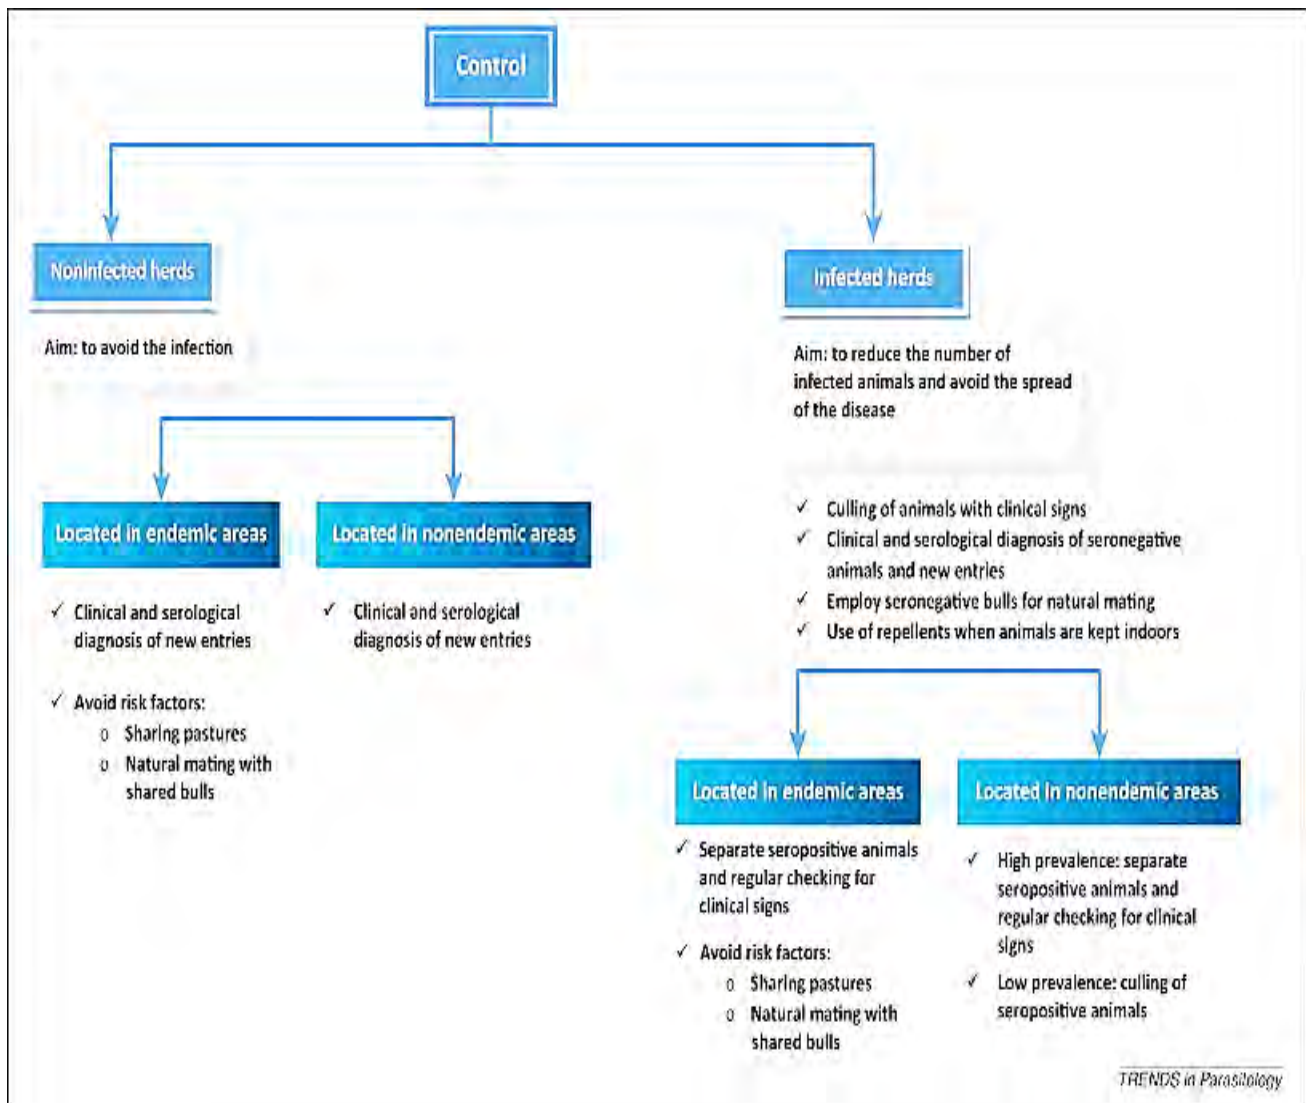 Control
Noninfected herds
Aim: to avoid the infection
Located in endemic areas
✓ Clinical and serological
diagnosis of new entries
✓ Avoid risk factors:
o Sharing pastures
o Natural mating with
shared bulls
Located in nonendemic areas
✓ Clinical and serological
diagnosis of new entries
Infected herds
Aim: to reduce the number of
infected animals and avoid the spread
of the disease
✓ Culling of animals with clinical signs
✓ Clinical and serological diagnosis of seronegative
animals and new entries
✓ Employ seronegative bulls for natural mating
✓ Use of repellents when animals are kept indoors
Located in endemic areas
✓ Separate seropositive animals
and regular checking for
clinical signs
✓ Avoid risk factors:
o Sharing pastures
o Natural mating with
shared bulls
Located in nonendemic areas
✓ High prevalence: separate
seropositive animals and
regular checking for clinical
signs
✓ Low prevalence: culling of
seropositive animals
TRENDS in Parasitology